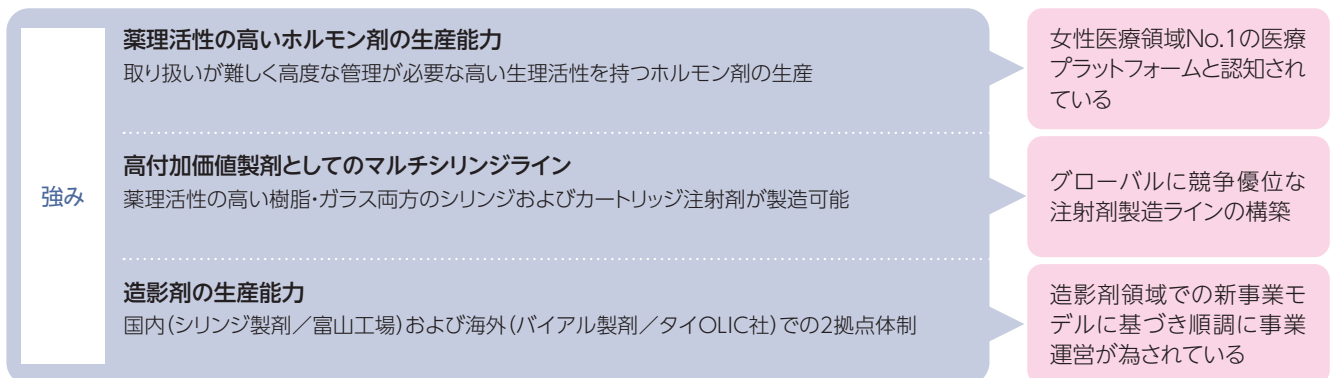 強み
薬理活性の高いホルモン剤の生産能力
取り扱いが難しく高度な管理が必要な高い生理活性を持つホルモン剤の生産
女性医療領域No.1の医療
プラットフォームと認知され
ている
高付加価値製剤としてのマルチシリンジライン
薬理活性の高い樹脂・ガラス両方のシリンジおよびカートリッジ注射剤が製造可能
グローバルに競争優位な
注射剤製造ラインの構築
造影剤の生産能力
国内(シリンジ製剤／富山工場)および海外(バイアル製剤／タイOLIC社)での2拠点体制
造影剤領域での新事業モ
デルに基づき順調に事業
運営が為されている